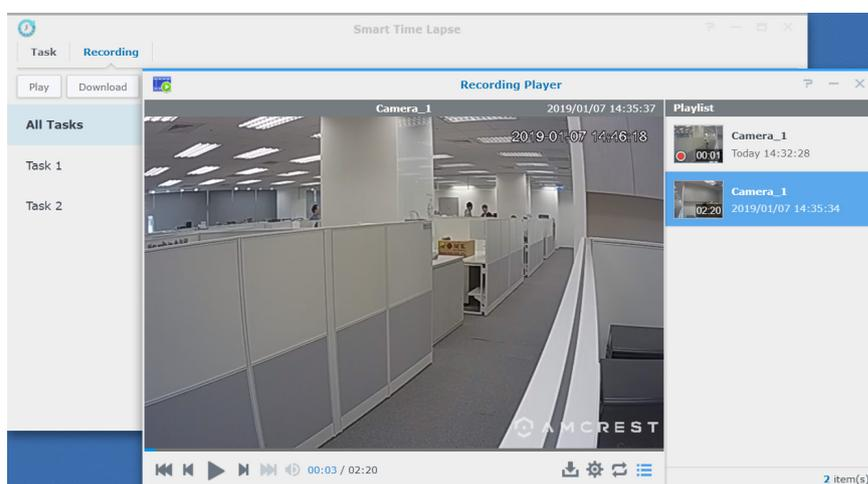 Smart Time Lapse
Task Recording
Play Download
All Tasks
Task 1
Task 2
Recording Player
Camera_1 2019/01/07 14:35:37
2019-01-07 14:46:18
AMCREST
00:03 / 02:20
Playlist
00:01
Camera_1
Today 14:32:28
02:20
Camera_1
2019/01/07 14:35:34
2 item(s)